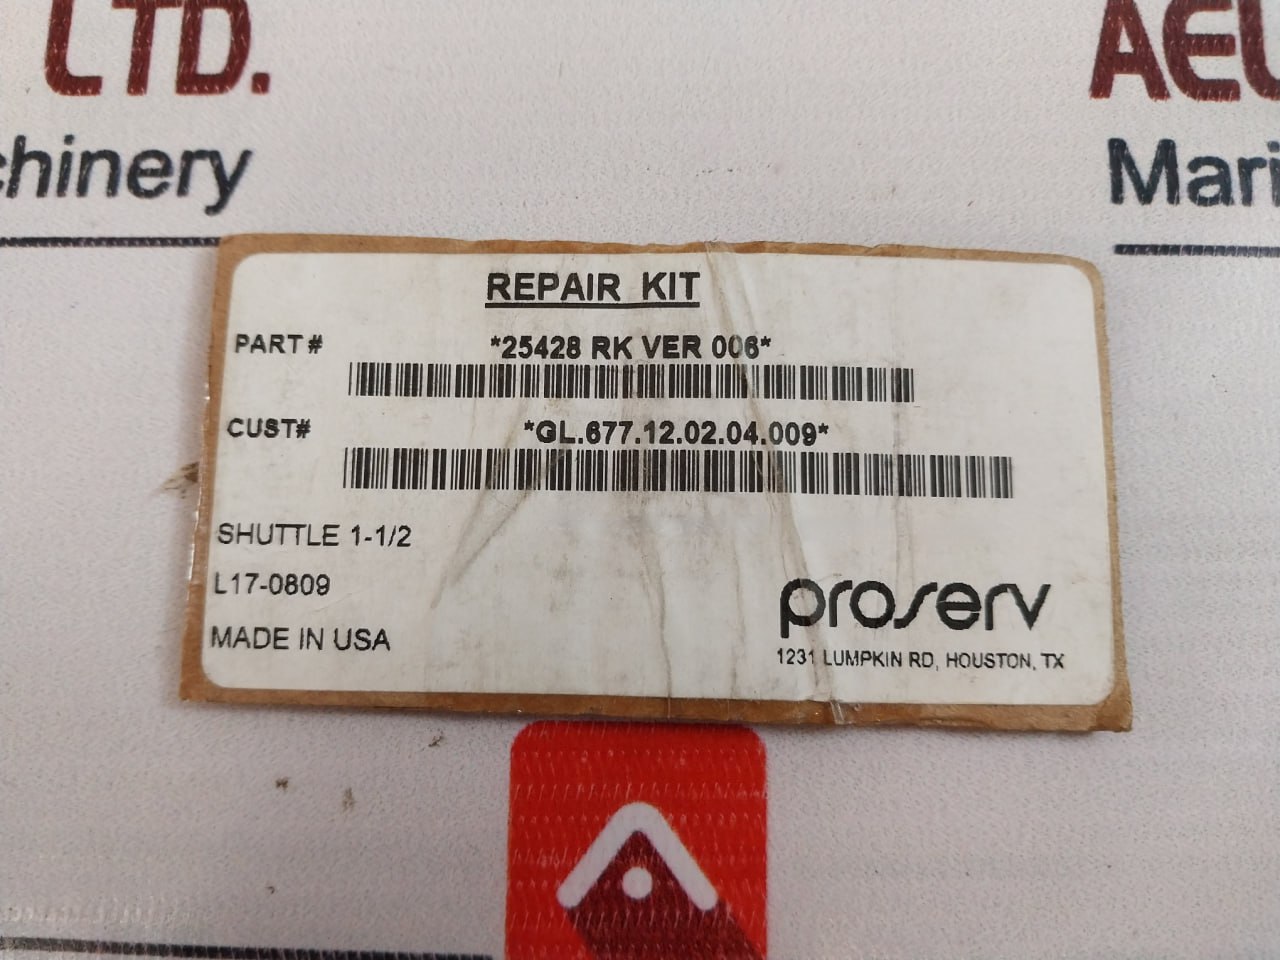 LTD.
AEL
chinery
Mari
REPAIR KIT
PART# *25428 RK VER 006*
CUST# *GL.677.12.02.04.009*
SHUTTLE 1-1/2
L17-0809
MADE IN USA
proserv
1231 LUMPKIN RD, HOUSTON, TX